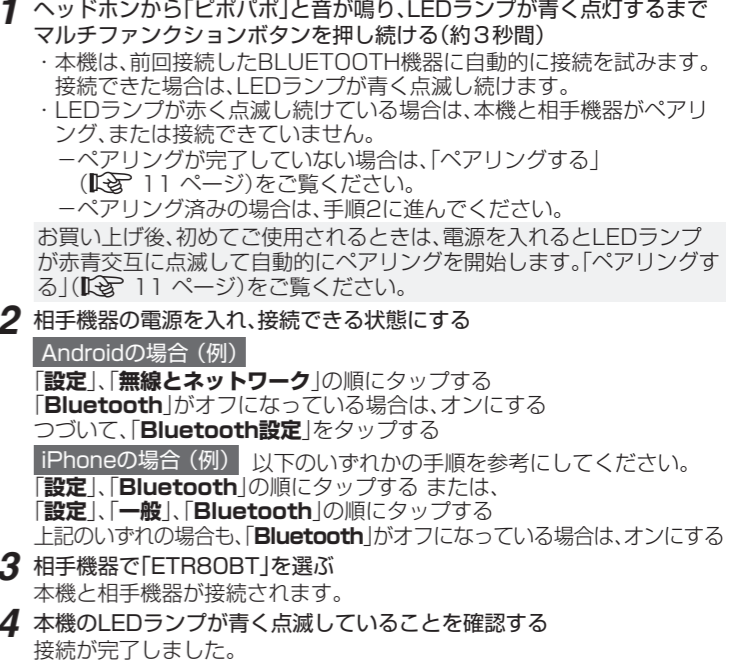 1 ヘッドホンから「ピポパポ」と音が鳴り、LEDランプが青く点灯するまで
マルチファンクションボタンを押し続ける(約3秒間)
・本機は、前回接続したBLUETOOTH機器に自動的に接続を試みます。
接続できた場合は、LEDランプが青く点滅し続けます。
・LEDランプが赤く点滅し続けている場合は、本機と相手機器がペアリ
ング、または接続できていません。
－ペアリングが完了していない場合は、「ペアリングする」
(☞ 11 ページ)をご覧ください。
－ペアリング済みの場合は、手順2に進んでください。
お買い上げ後、初めてご使用されるときは、電源を入れるとLEDランプ
が赤青交互に点滅して自動的にペアリングを開始します。「ペアリングす
る」(☞ 11 ページ)をご覧ください。
2 相手機器の電源を入れ、接続できる状態にする
Androidの場合（例）
「設定」、「無線とネットワーク」の順にタップする
「Bluetooth」がオフになっている場合は、オンにする
つづいて、「Bluetooth設定」をタップする
iPhoneの場合（例） 以下のいずれかの手順を参考にしてください。
「設定」、「Bluetooth」の順にタップする または、
「設定」、「一般」、「Bluetooth」の順にタップする
上記のいずれの場合も、「Bluetooth」がオフになっている場合は、オンにする
3 相手機器で「ETR80BT」を選ぶ
本機と相手機器が接続されます。
4 本機のLEDランプが青く点滅していることを確認する
接続が完了しました。